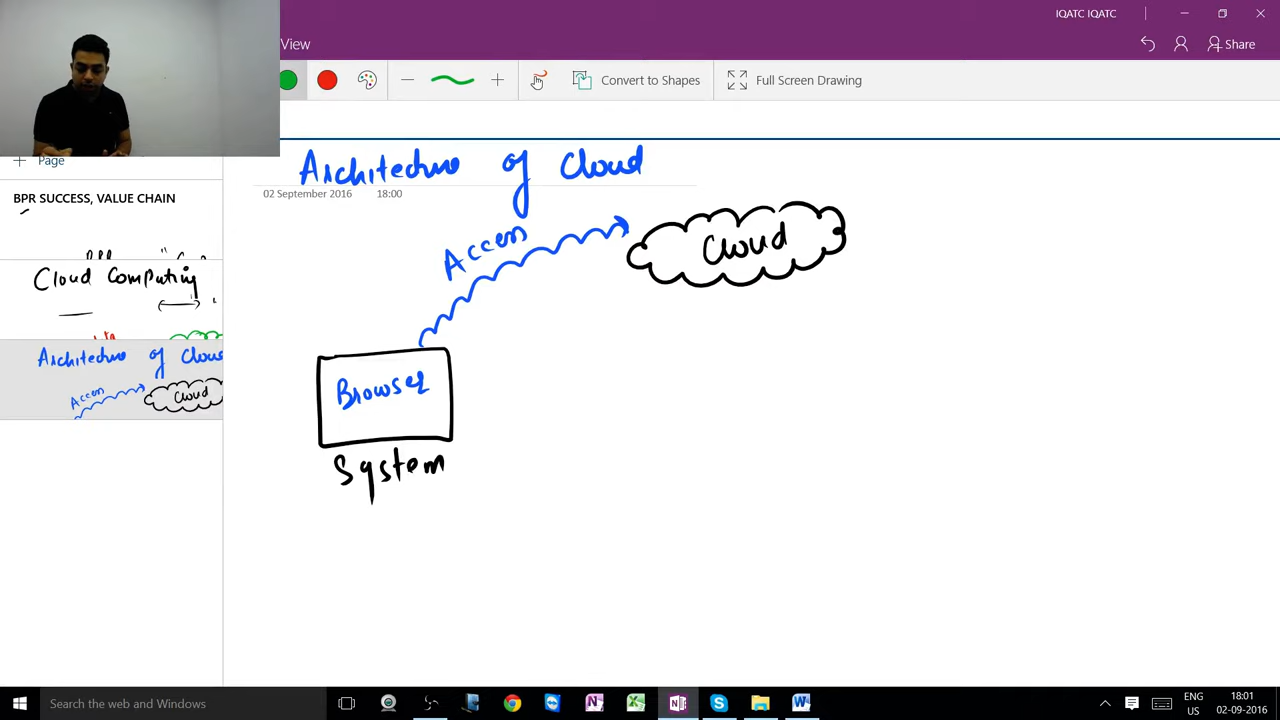 IQATC IQATC
View
Share
Convert to Shapes
Full Screen Drawing
+ Page
Architecture of Cloud
02 September 2016 18:00
BPR SUCCESS, VALUE CHAIN
Cloud Computing
Architecture of Cloud
Access
Cloud
Access
Cloud
Browser
System
Search the web and Windows
ENG
US
18:01
02-09-2016